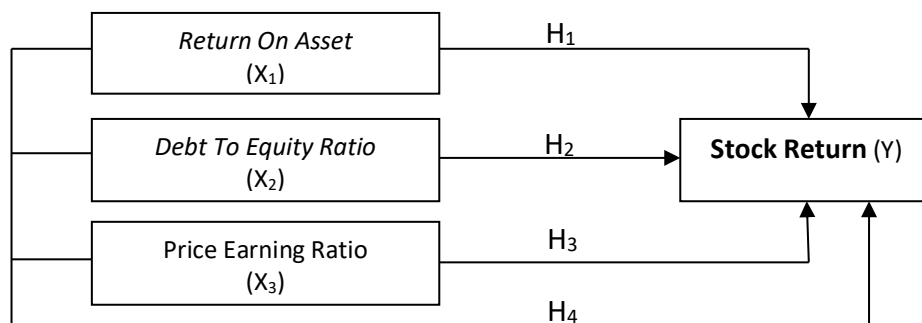 Return On Asset
(X₁)
H₁
Debt To Equity Ratio
(X₂)
H₂
Stock Return (Y)
Price Earning Ratio
(X₃)
H₃
H₄